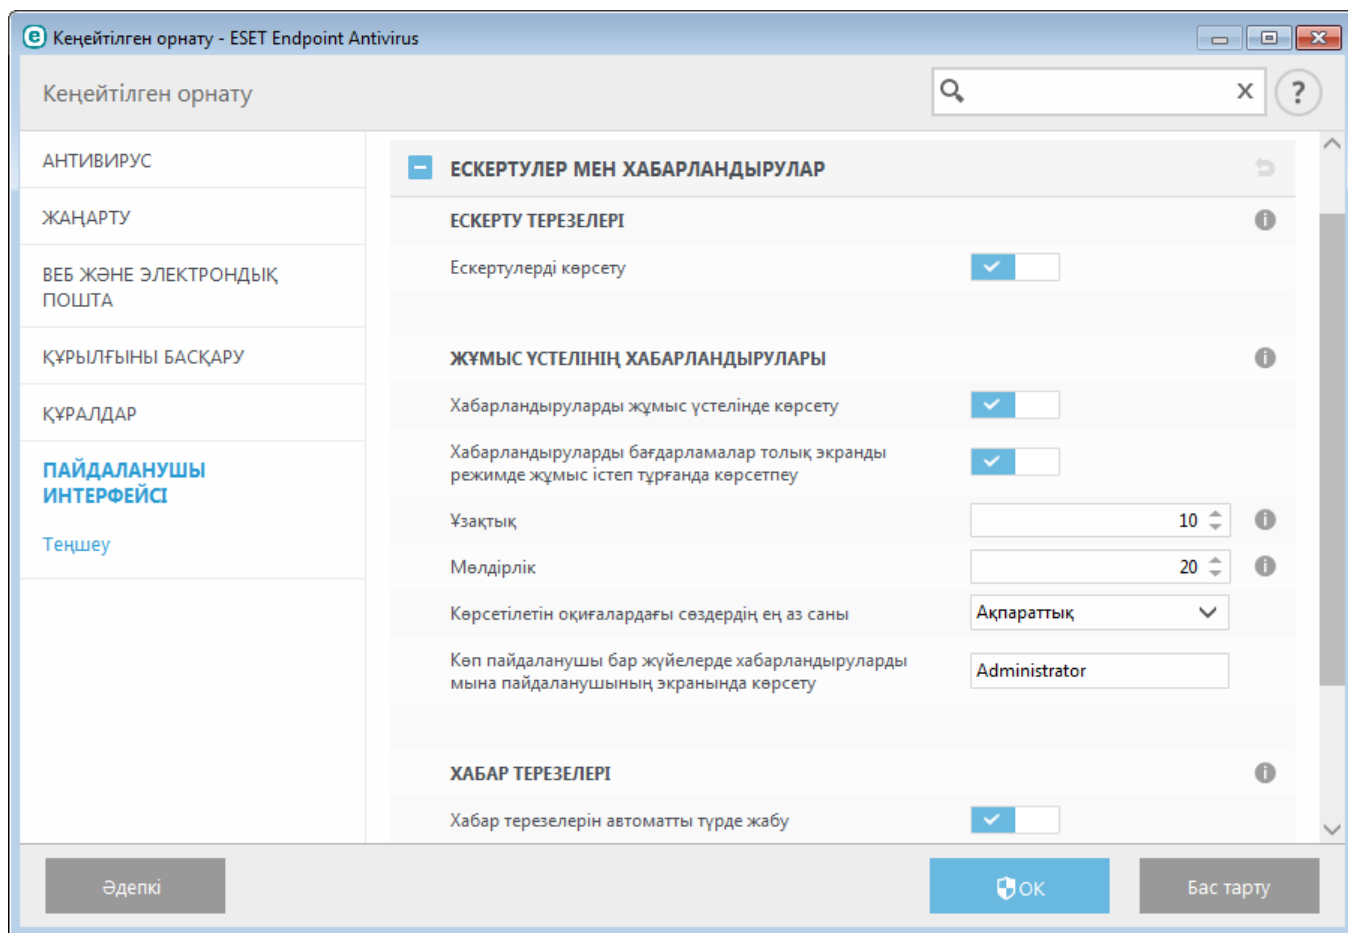 Кеңейтілген орнату - ESET Endpoint Antivirus
Кеңейтілген орнату
АНТИВИРУС
ЖАҢАРТУ
ВЕБ ЖӘНЕ ЭЛЕКТРОНДЫҚ
ПОШТА
ҚҰРЫЛҒЫНЫ БАСҚАРУ
ҚҰРАЛДАР
ПАЙДАЛАНУШЫ
ИНТЕРФЕЙСІ
Теңшеу
ЕСКЕРТУЛЕР МЕН ХАБАРЛАНДЫРУЛАР
ЕСКЕРТУ ТЕРЕЗЕЛЕРІ
Ескертулерді көрсету
ЖҰМЫС ҮСТЕЛІНІҢ ХАБАРЛАНДЫРУЛАРЫ
Хабарландыруларды жұмыс үстелінде көрсету
Хабарландыруларды бағдарламалар толық экранды
режимде жұмыс істеп тұрғанда көрсетпеу
Ұзақтық 10
Мөлдірлік 20
Көрсетілетін оқиғалардағы сөздердің ең аз саны Ақпараттық
Көп пайдаланушы бар жүйелерде хабарландыруларды
мына пайдаланушының экранында көрсету Administrator
ХАБАР ТЕРЕЗЕЛЕРІ
Хабар терезелерін автоматты түрде жабу
Әдепкі
OK
Бас тарту